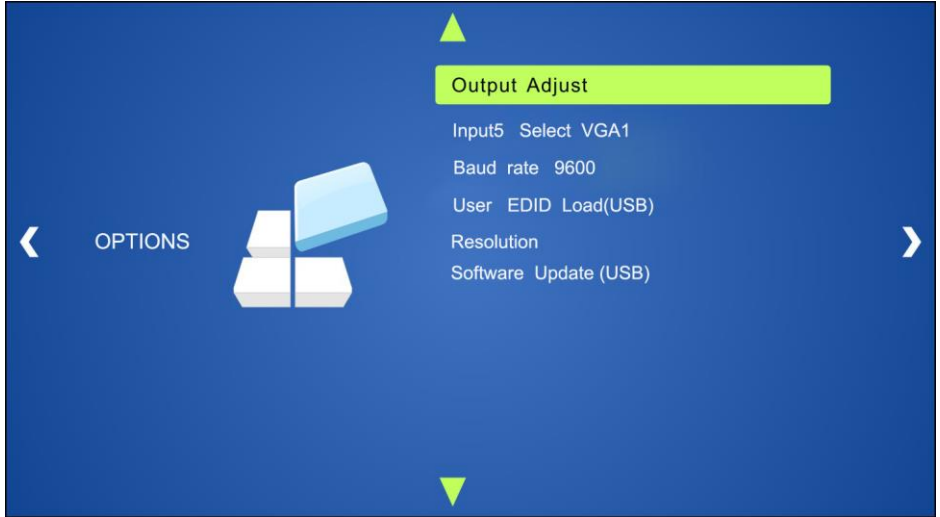 Output Adjust
Input5 Select VGA1
Baud rate 9600
User EDID Load(USB)
OPTIONS
Resolution
Software Update (USB)